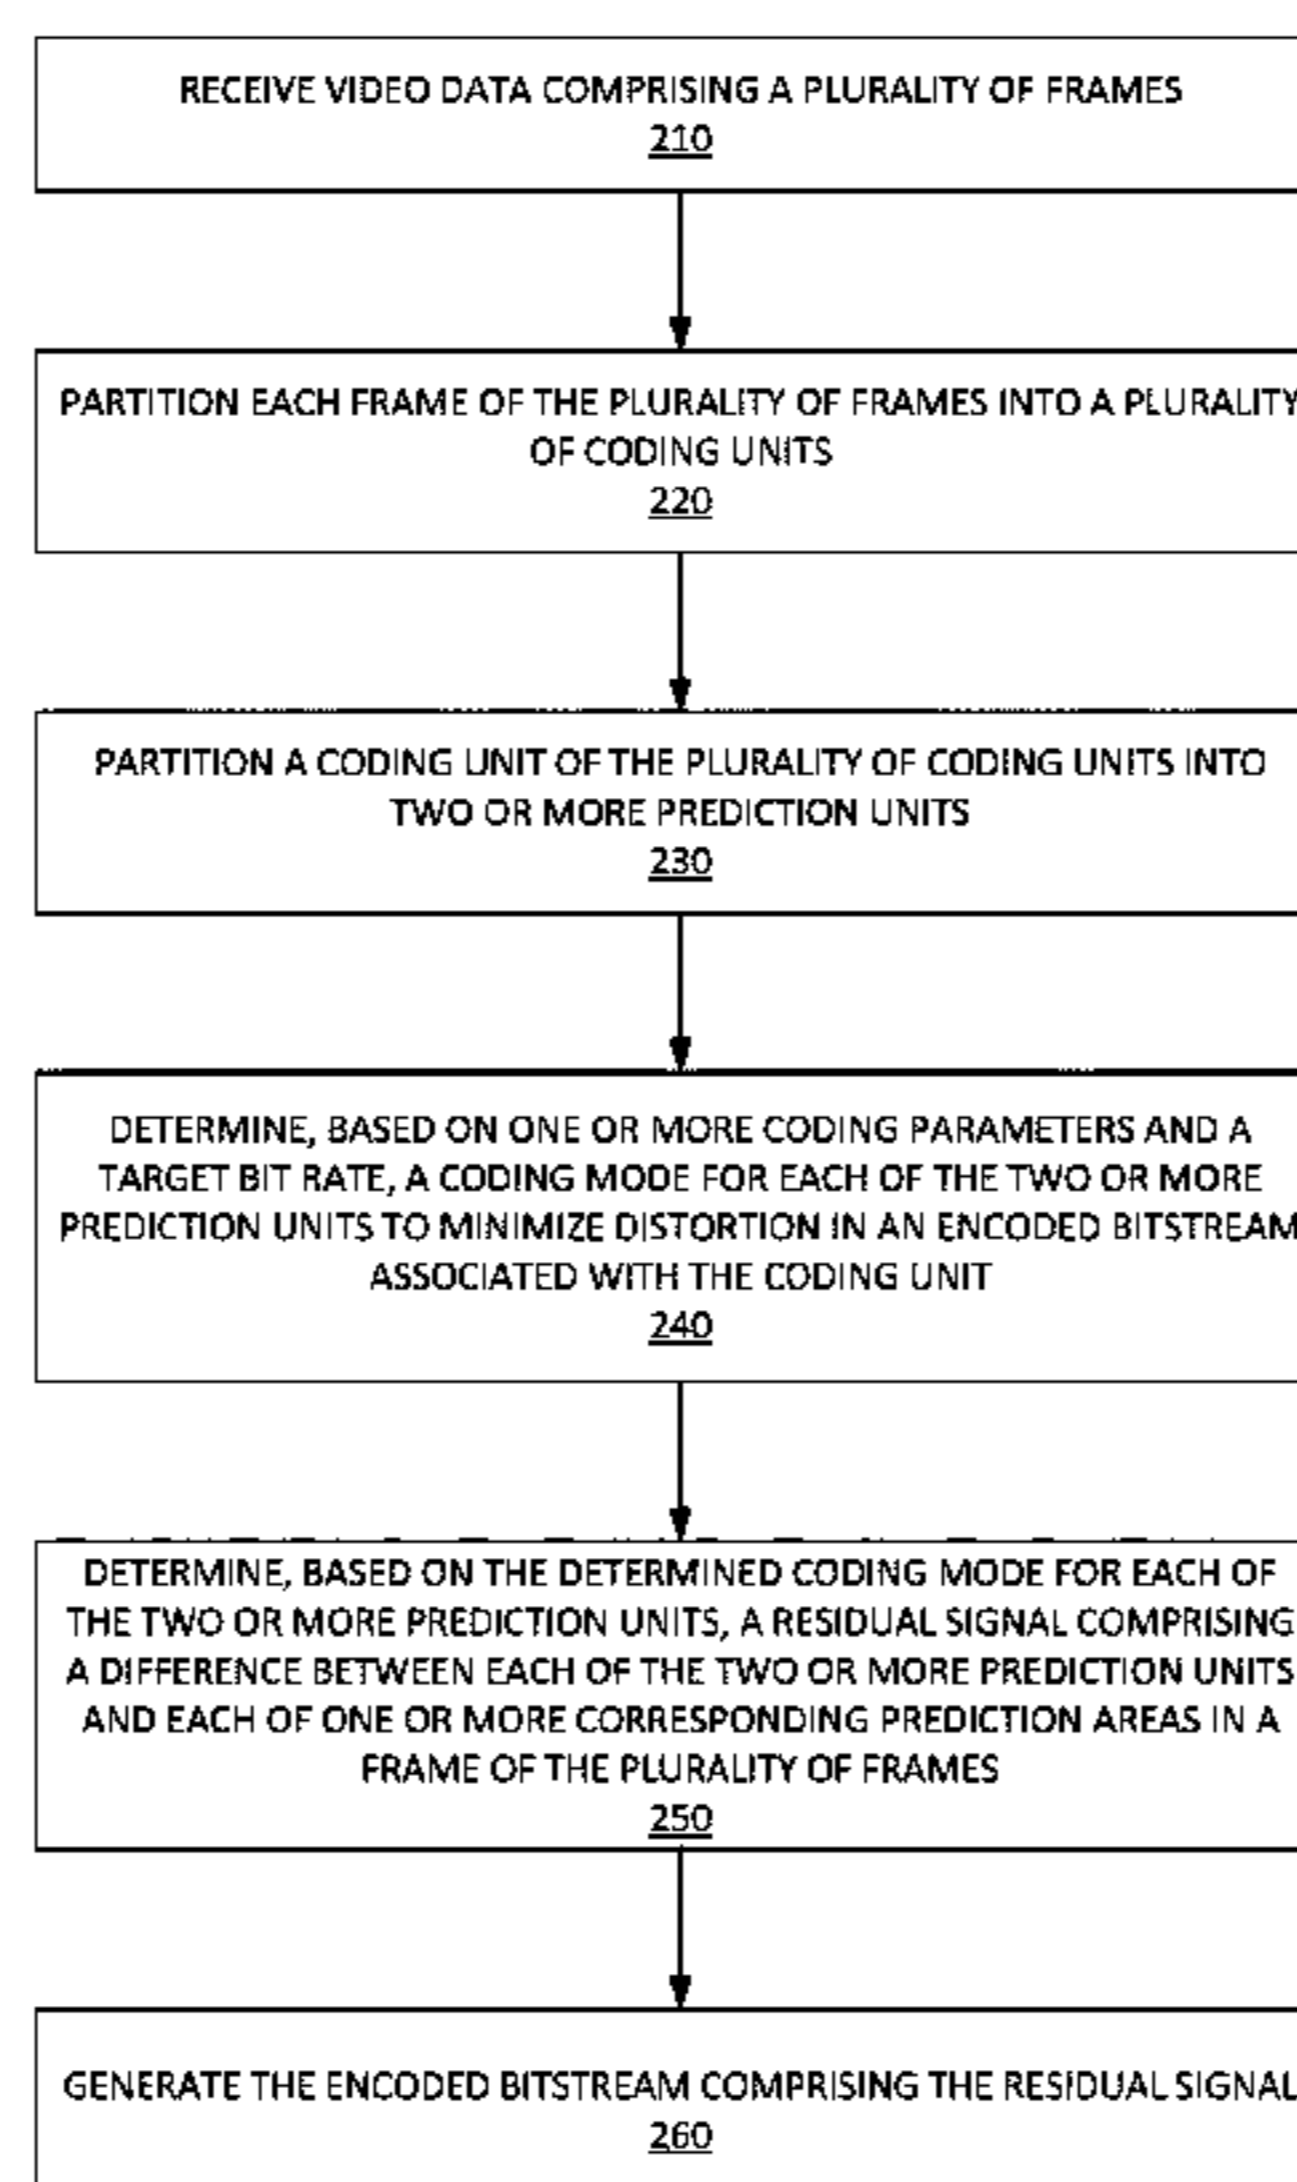 RECEIVE VIDEO DATA COMPRISING A PLURALITY OF FRAMES
210
PARTITION EACH FRAME OF THE PLURALITY OF FRAMES INTO A PLURALITY
OF CODING UNITS
220
PARTITION A CODING UNIT OF THE PLURALITY OF CODING UNITS INTO
TWO OR MORE PREDICTION UNITS
230
DETERMINE, BASED ON ONE OR MORE CODING PARAMETERS AND A
TARGET BIT RATE, A CODING MODE FOR EACH OF THE TWO OR MORE
PREDICTION UNITS TO MINIMIZE DISTORTION IN AN ENCODED BITSTREAM
ASSOCIATED WITH THE CODING UNIT
240
DETERMINE, BASED ON THE DETERMINED CODING MODE FOR EACH OF
THE TWO OR MORE PREDICTION UNITS, A RESIDUAL SIGNAL COMPRISING
A DIFFERENCE BETWEEN EACH OF THE TWO OR MORE PREDICTION UNITS
AND EACH OF ONE OR MORE CORRESPONDING PREDICTION AREAS IN A
FRAME OF THE PLURALITY OF FRAMES
250
GENERATE THE ENCODED BITSTREAM COMPRISING THE RESIDUAL SIGNAL
260